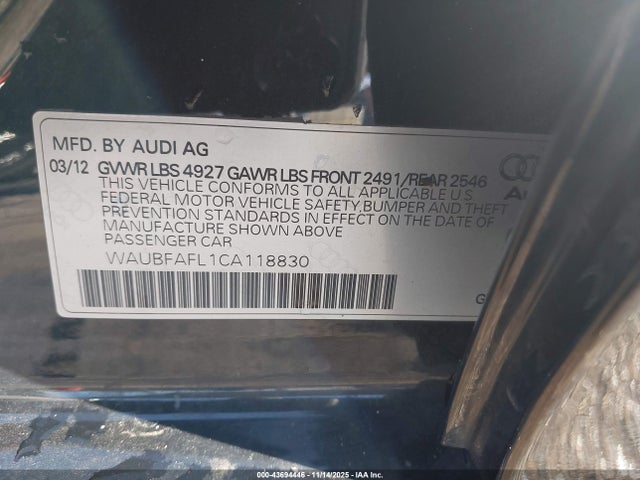 MFD. BY AUDI AG
03/12 GVWR LBS 4927 GAWR LBS FRONT 2491/REAR 2546
THIS VEHICLE CONFORMS TO ALL APPLICABLE U.S
FEDERAL MOTOR VEHICLE SAFETY,BUMPER AND THEFT
PREVENTION STANDARDS IN EFFECT ON THE DATE OF
MANUFACTURE SHOWN ABOVE
PASSENGER CAR
WAUBFAFL1CA118830
000-43694446 - 11/14/2025 - IAA Inc.